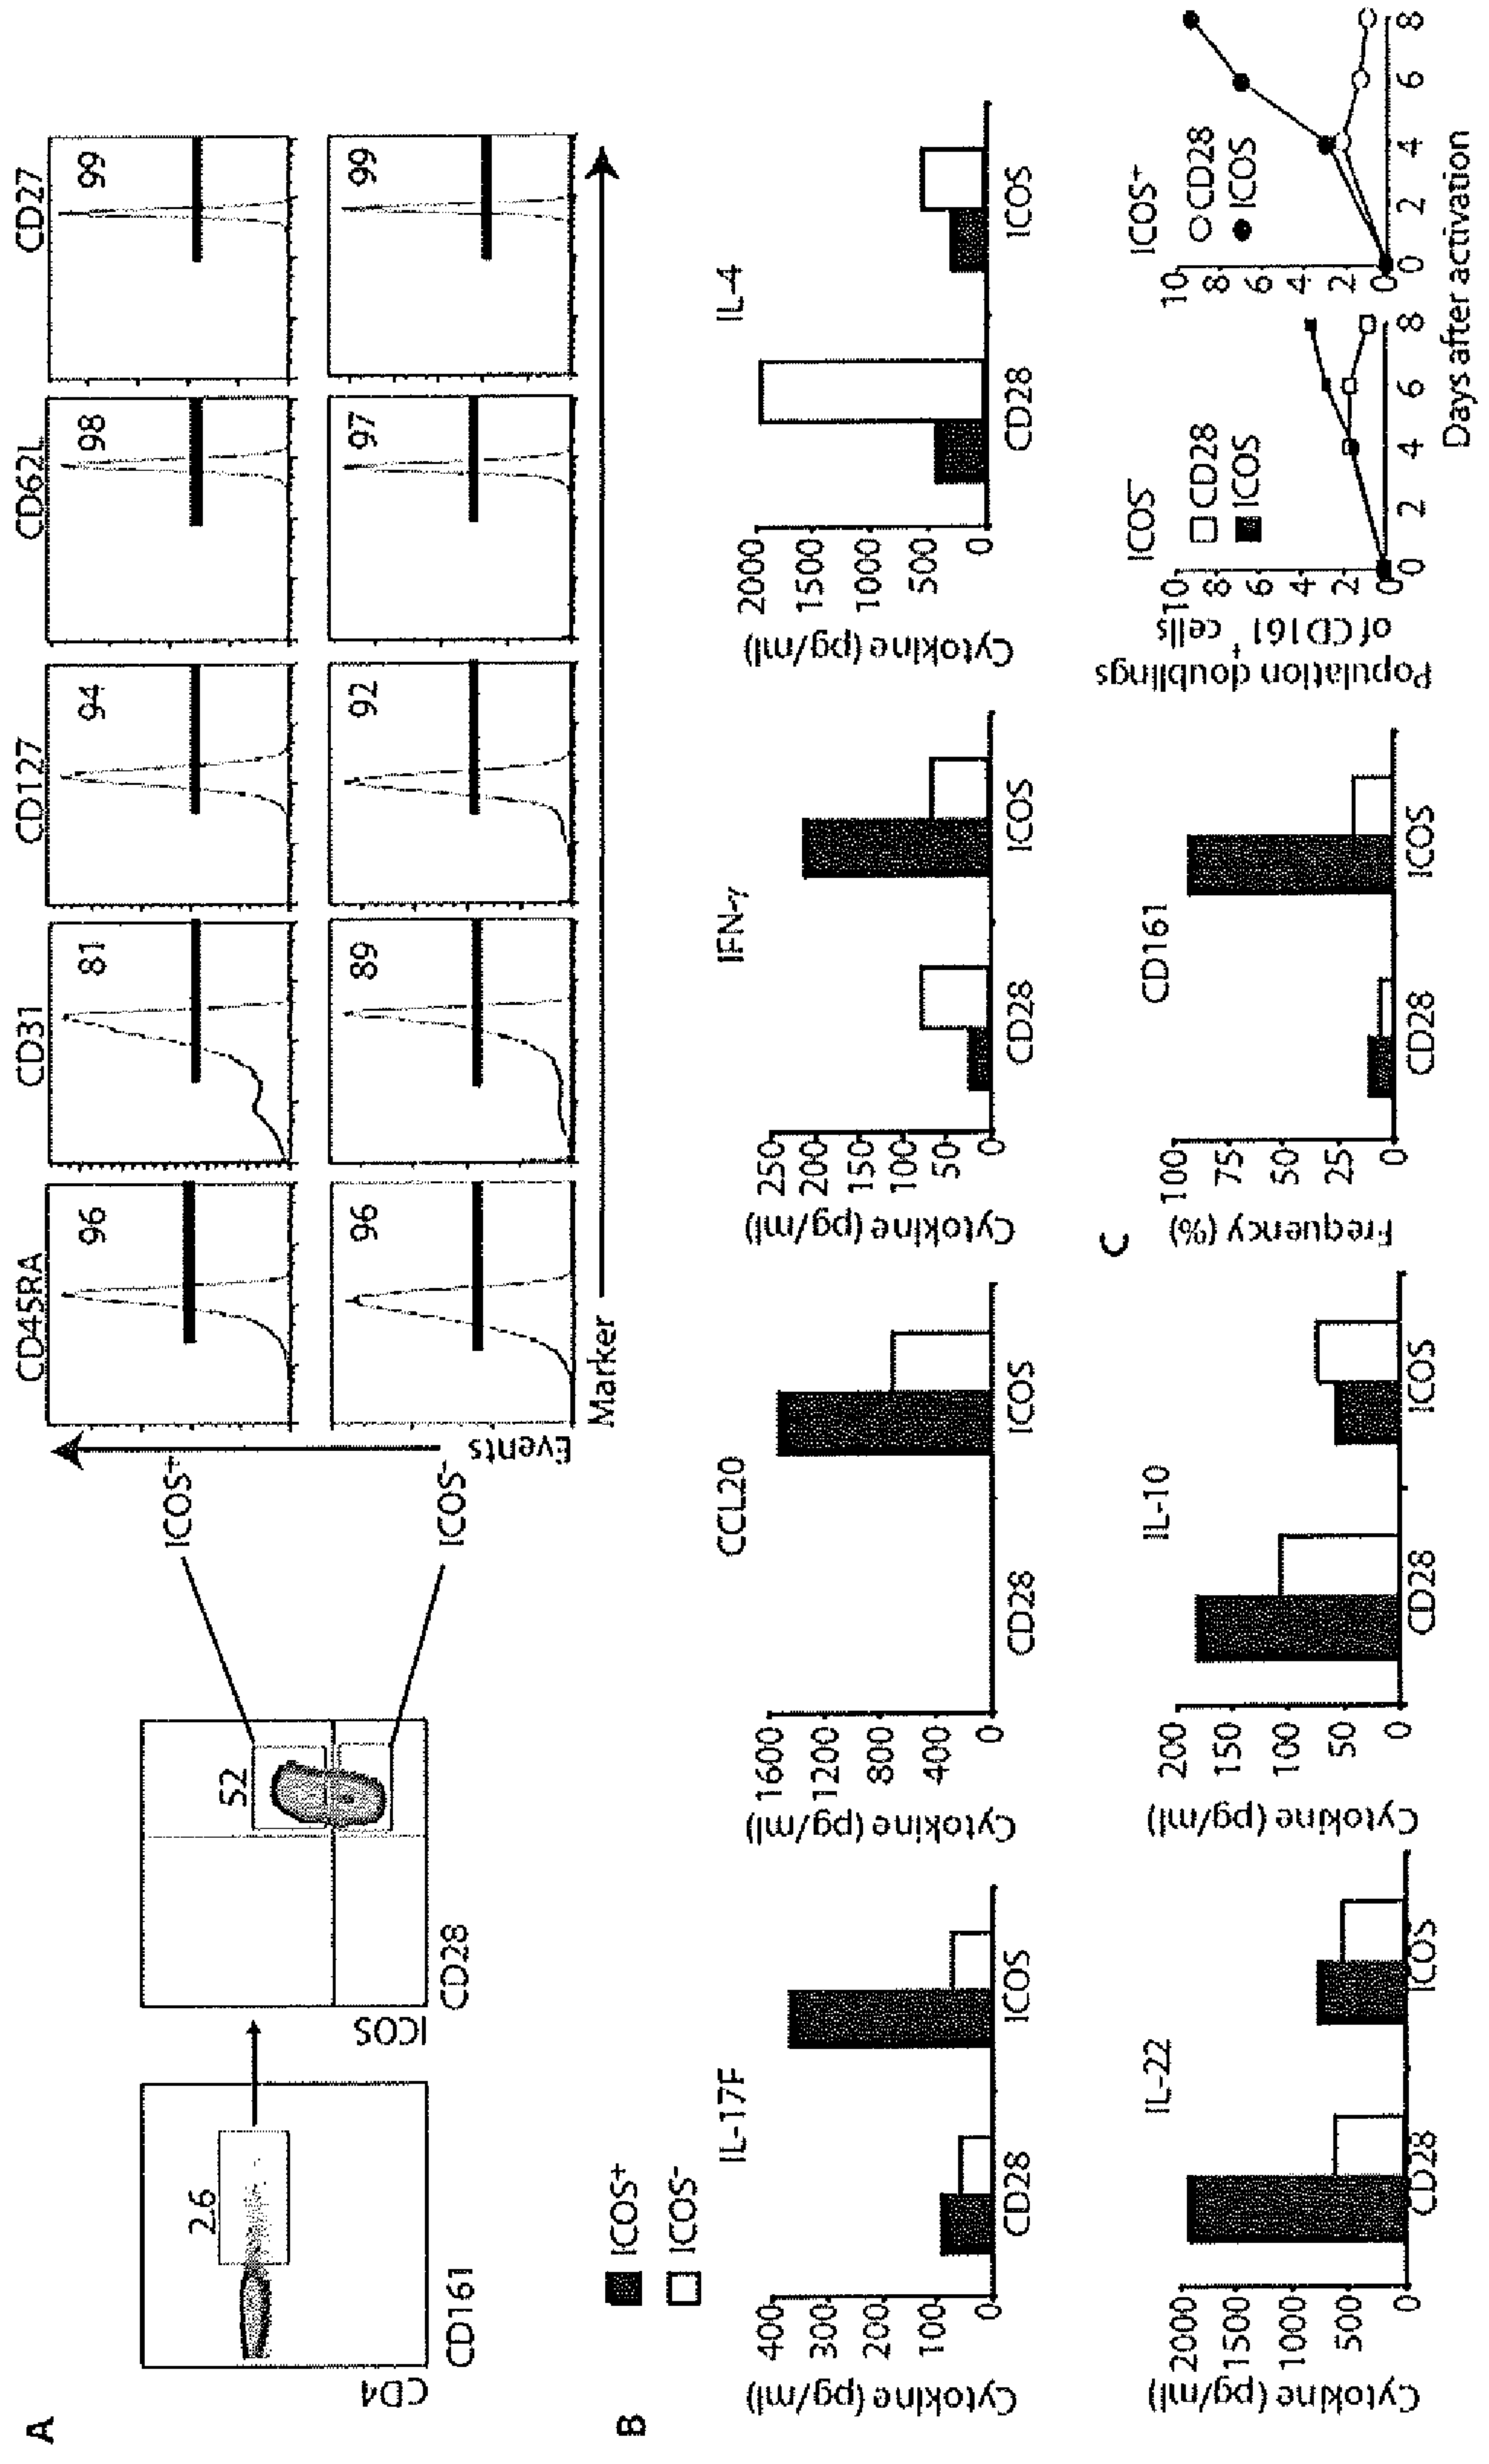 A
CD4
CD161
2.6
ICOS
CD28
52
ICOS+
ICOS-
Events
Marker
CD45RA
CD31
CD127
CD62L
CD27
96
81
94
98
99
96
89
92
97
99
B
ICOS+
ICOS-
IL-17F
Cytokine (pg/ml)
400
300
200
100
0
CD28
ICOS
CCL20
Cytokine (pg/ml)
1600
1200
800
400
0
CD28
ICOS
IFN-γ
Cytokine (pg/ml)
250
200
150
100
50
0
CD28
ICOS
IL-4
Cytokine (pg/ml)
2000
1500
1000
500
0
CD28
ICOS
IL-22
Cytokine (pg/ml)
2000
1500
1000
500
0
CD28
ICOS
IL-10
Cytokine (pg/ml)
200
150
100
50
0
CD28
ICOS
C
CD161
Frequency (%)
100
75
50
25
0
CD28
ICOS
Population doublings
of CD161+ cells
ICOS-
CD28
ICOS
10
8
6
4
2
0
0 2 4 6 8
ICOS+
CD28
ICOS
10
8
6
4
2
0
0 2 4 6 8
Days after activation